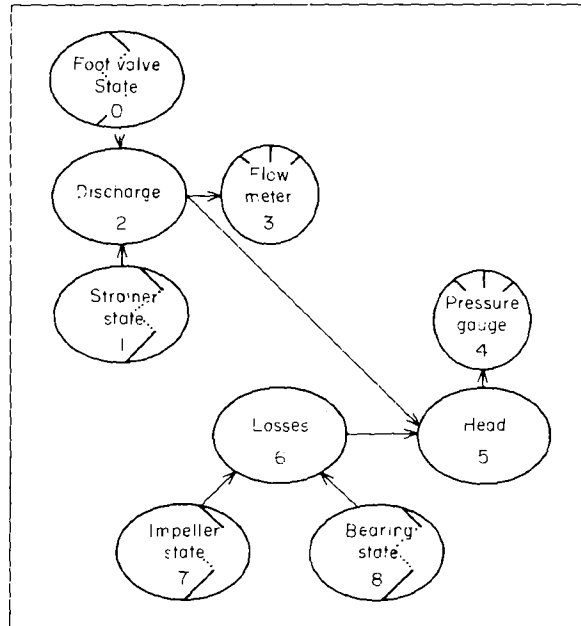 Foot valve
State
0
Discharge
2
Flow
meter
3
Strainer
state
1
Pressure
gauge
4
Losses
6
Head
5
Impeller
state
7
Bearing
state
8